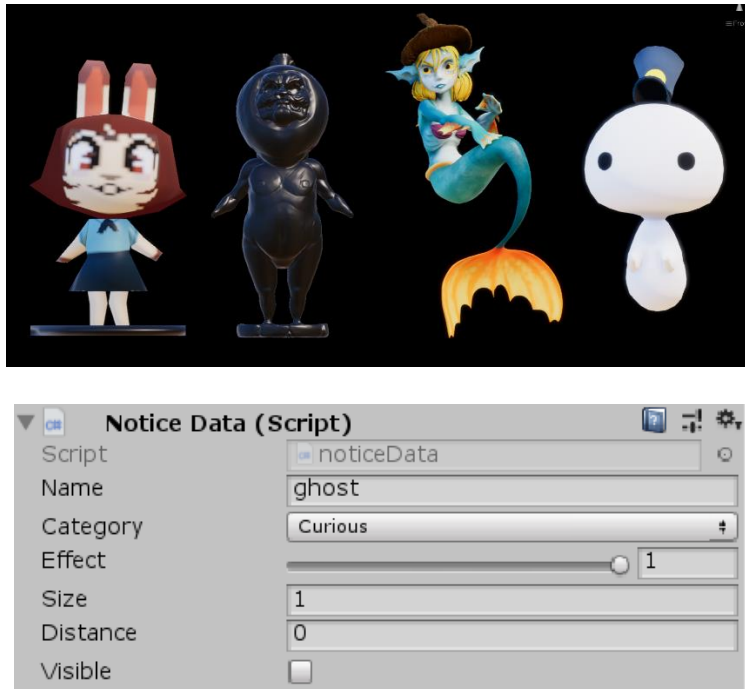 Notice Data (Script)
Script noticeData
Name ghost
Category Curious
Effect 1
Size 1
Distance 0
Visible